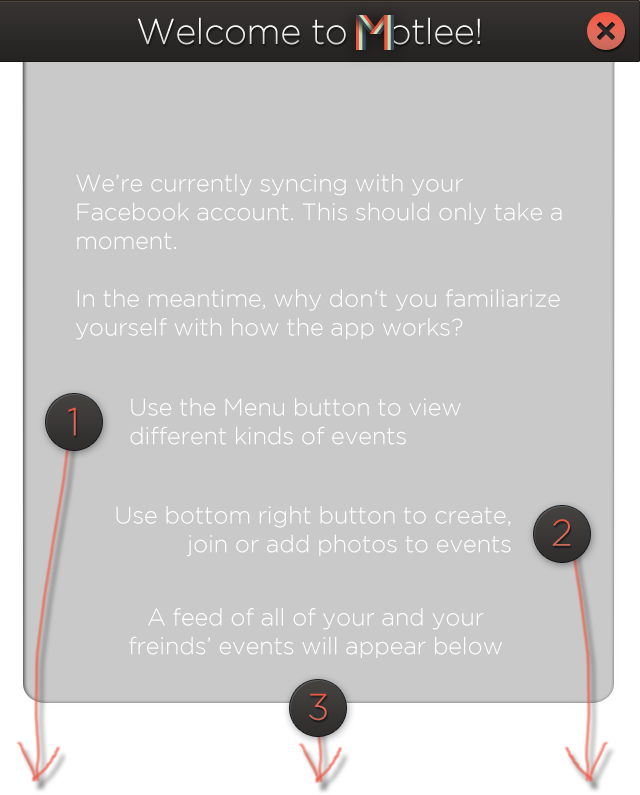 Welcome to Motlee!
We're currently syncing with your
Facebook account. This should only take a
moment.
In the meantime, why don‘t you familiarize
yourself with how the app works?
1
Use the Menu button to view
different kinds of events
Use bottom right button to create,
join or add photos to events
2
A feed of all of your and your
freinds' events will appear below
3